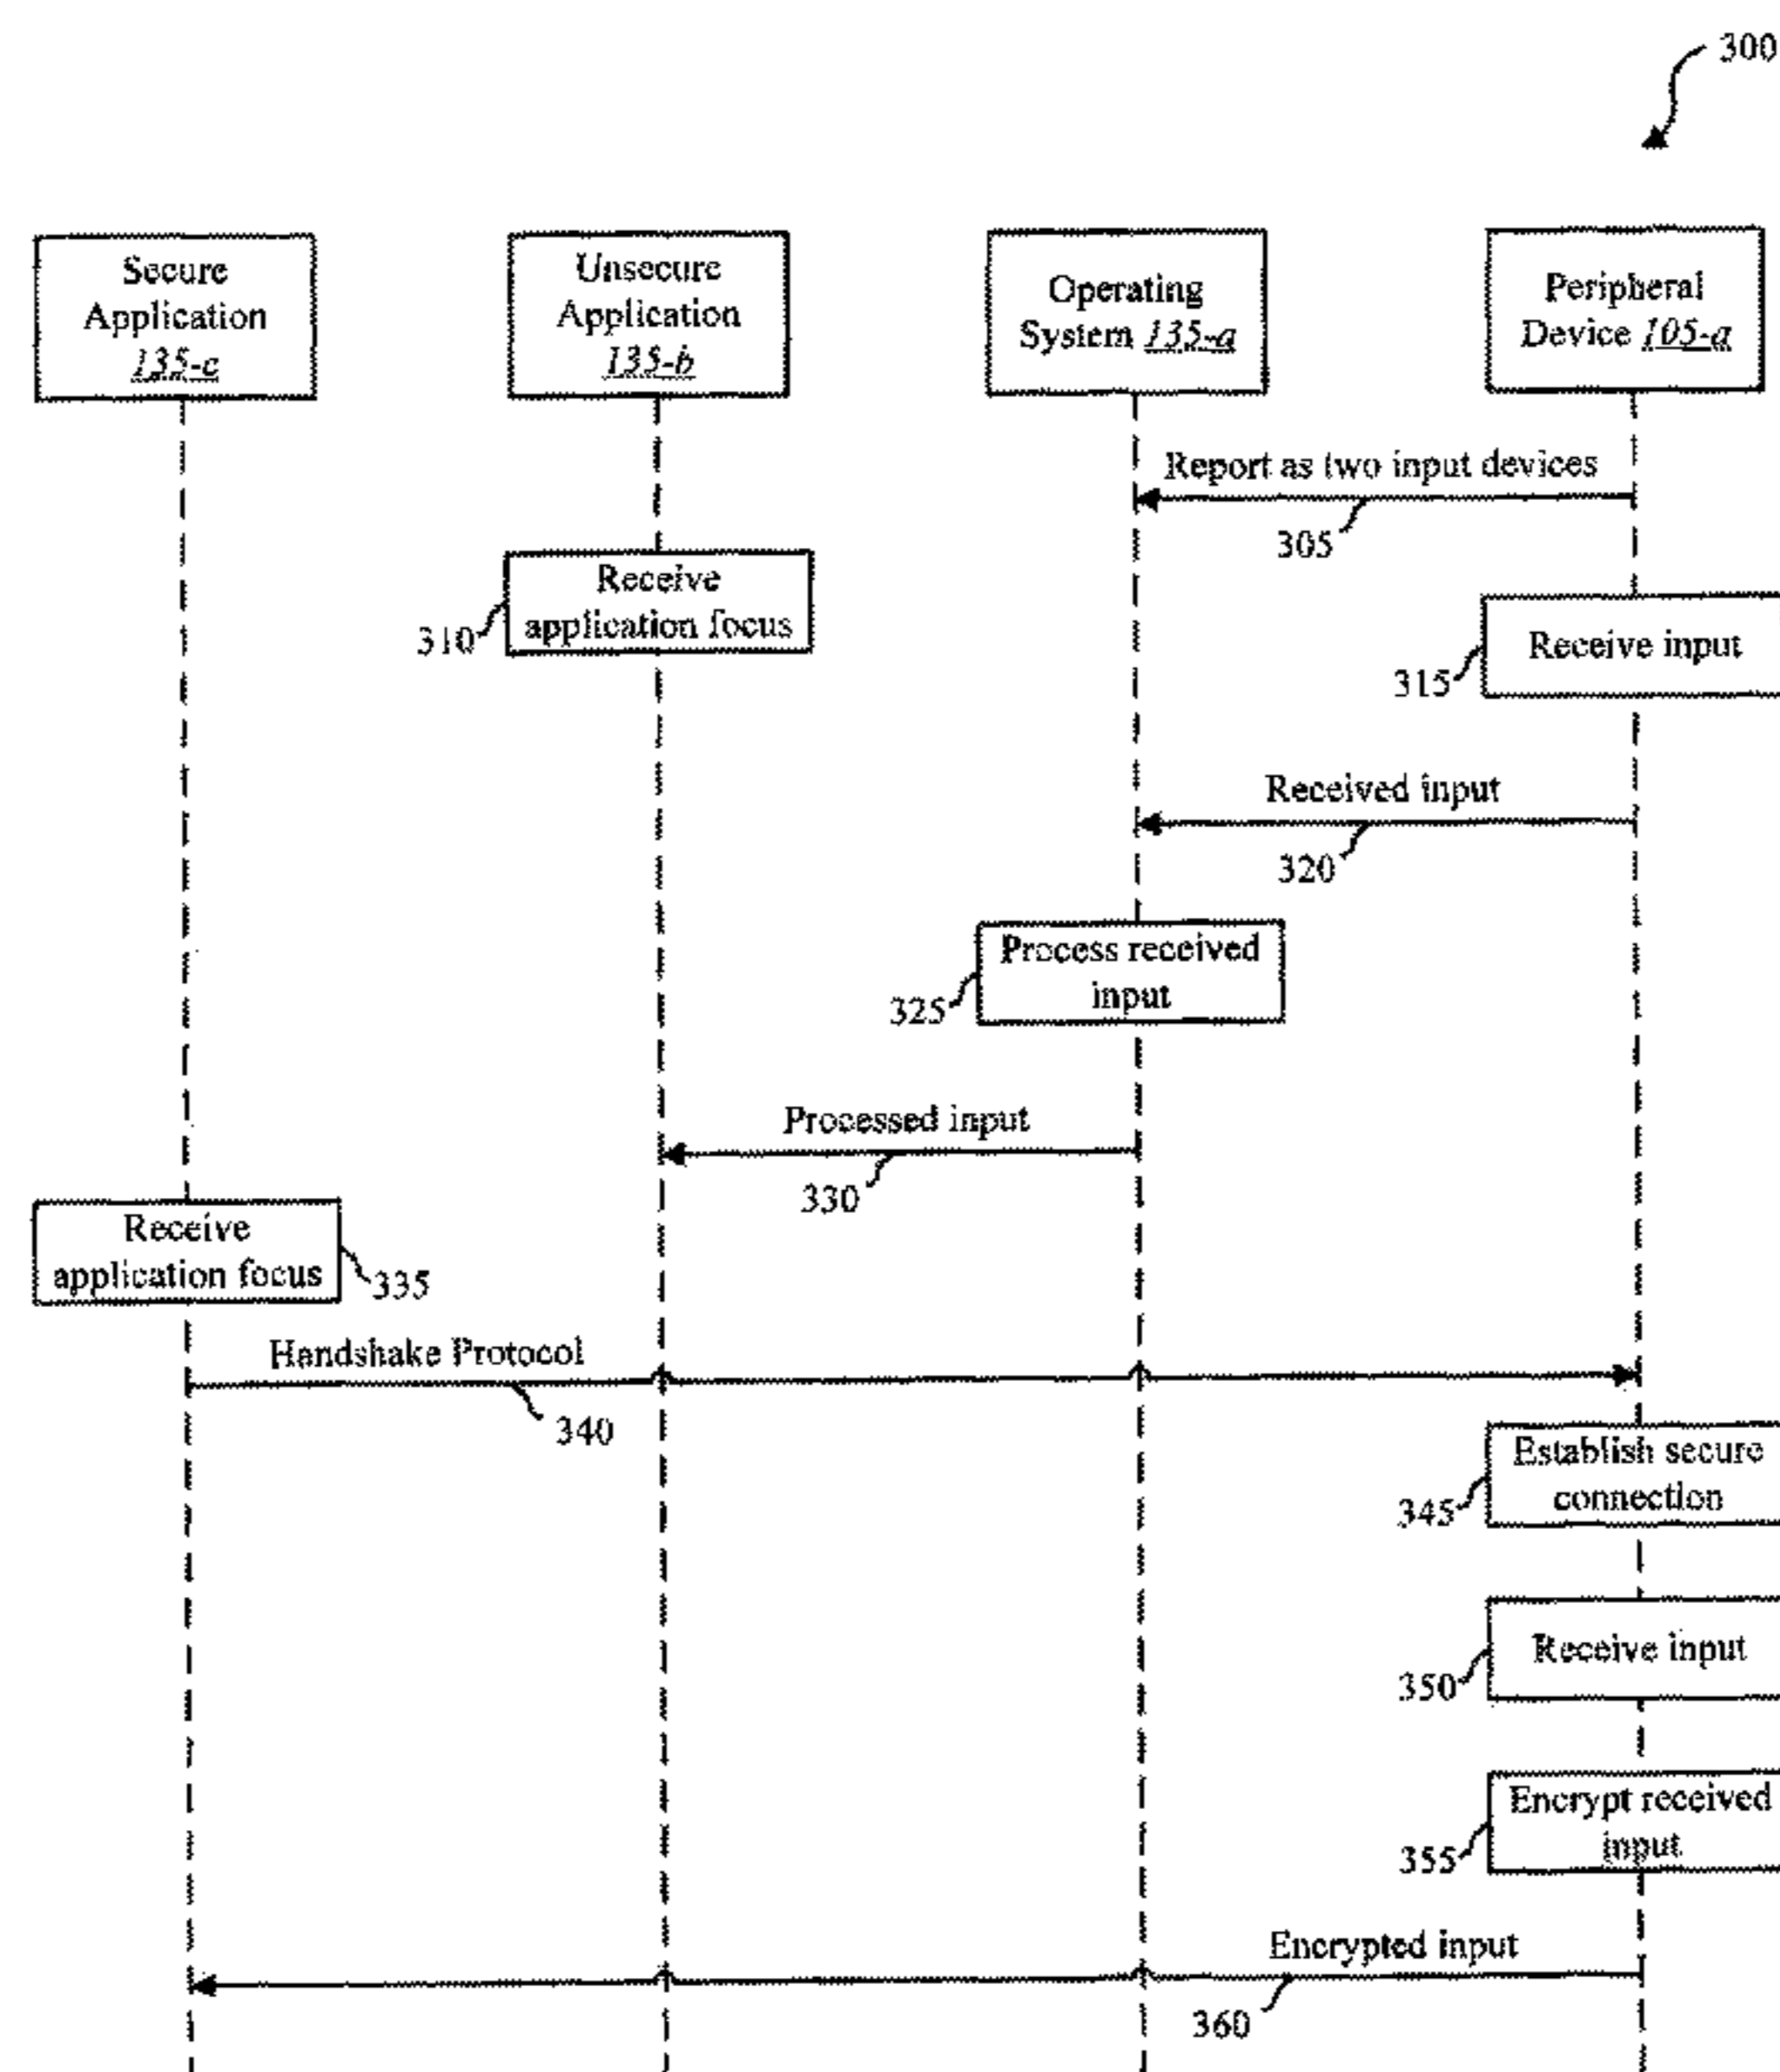 300
Secure
Application
135-c
Unsecure
Application
135-b
Operating
System 135-a
Peripheral
Device 105-a
Report as two input devices
305
Receive
application focus
310
Receive input
315
Received input
320
Process received
input
325
Processed input
330
Receive
application focus
335
Handshake Protocol
340
Establish secure
connection
345
Receive input
350
Encrypt received
input
355
Encrypted input
360